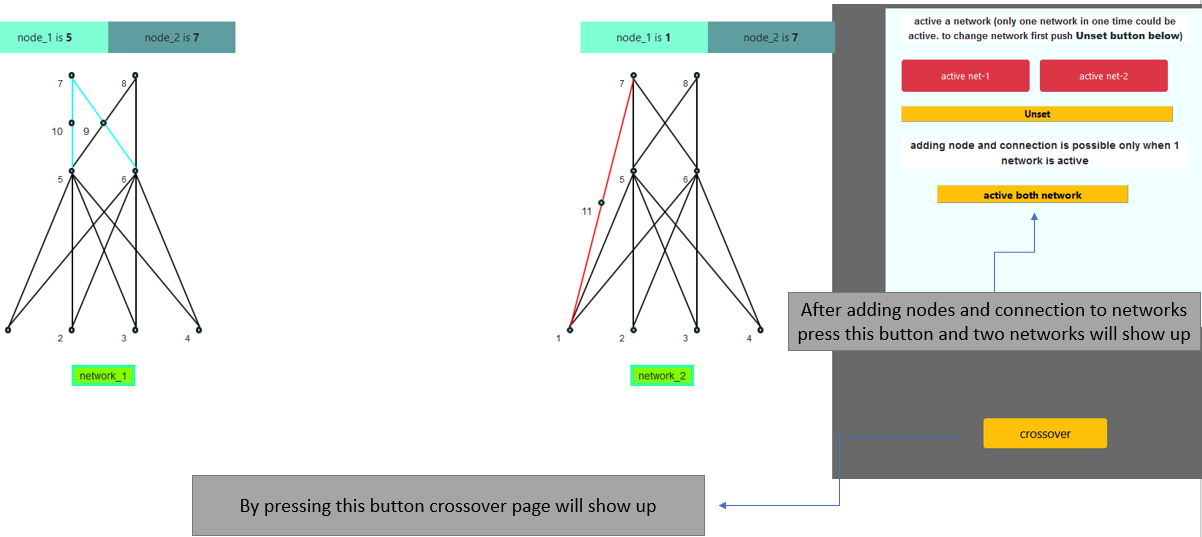 node_1 is 5
node_2 is 7
7
8
10
9
5
6
2
3
4
network_1
node_1 is 1
node_2 is 7
7
8
5
6
11
1
2
3
4
network_2
active a network (only one network in one time could be
active. to change network first push Unset button below)
active net-1
active net-2
Unset
adding node and connection is possible only when 1
network is active
active both network
After adding nodes and connection to networks
press this button and two networks will show up
crossover
By pressing this button crossover page will show up